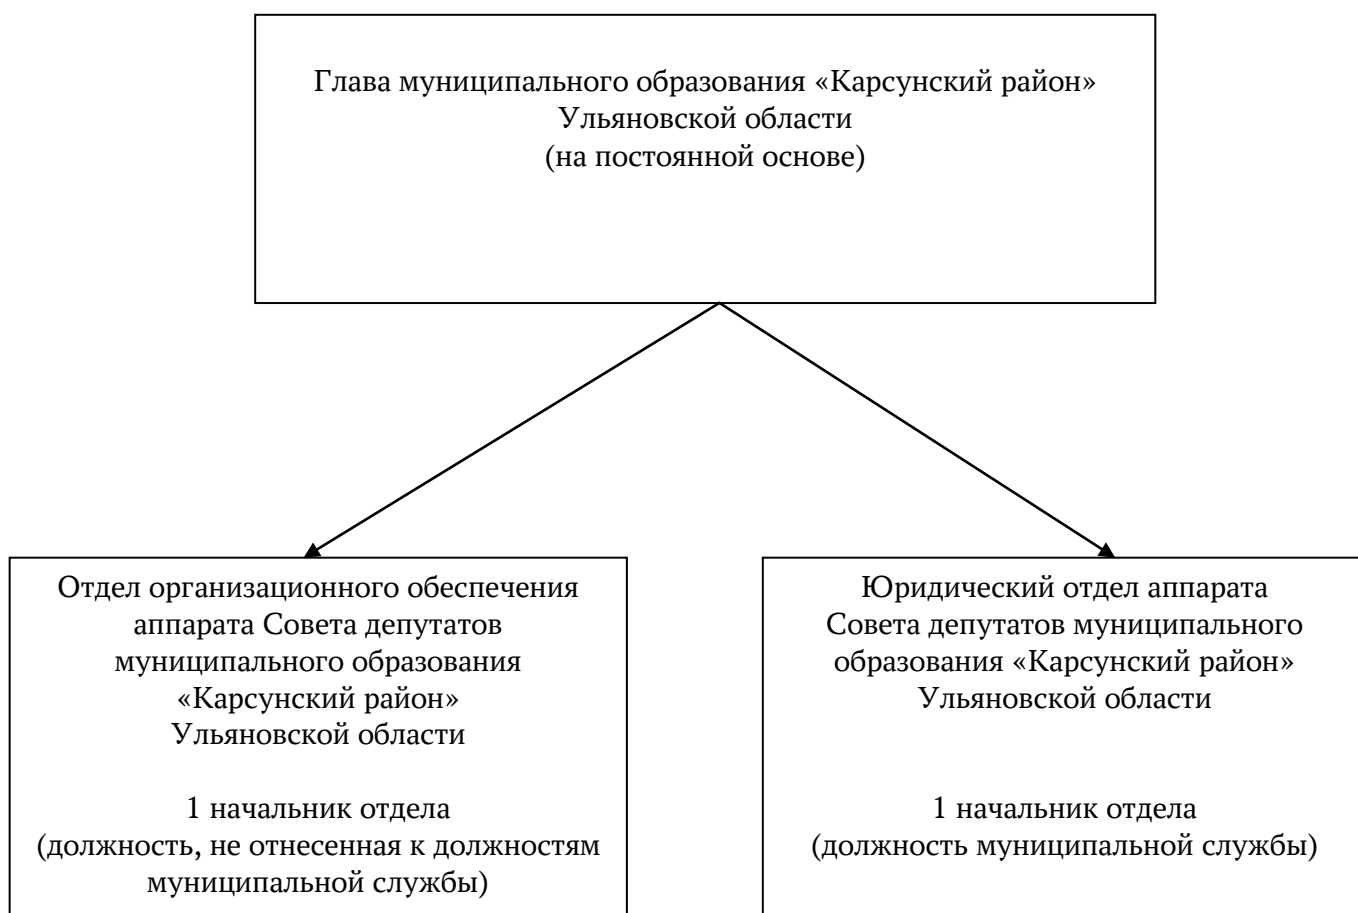 Глава муниципального образования «Карсунский район»
Ульяновской области
(на постоянной основе)
Отдел организационного обеспечения
аппарата Совета депутатов
муниципального образования
«Карсунский район»
Ульяновской области
1 начальник отдела
(должность, не отнесенная к должностям
муниципальной службы)
Юридический отдел аппарата
Совета депутатов муниципального
образования «Карсунский район»
Ульяновской области
1 начальник отдела
(должность муниципальной службы)